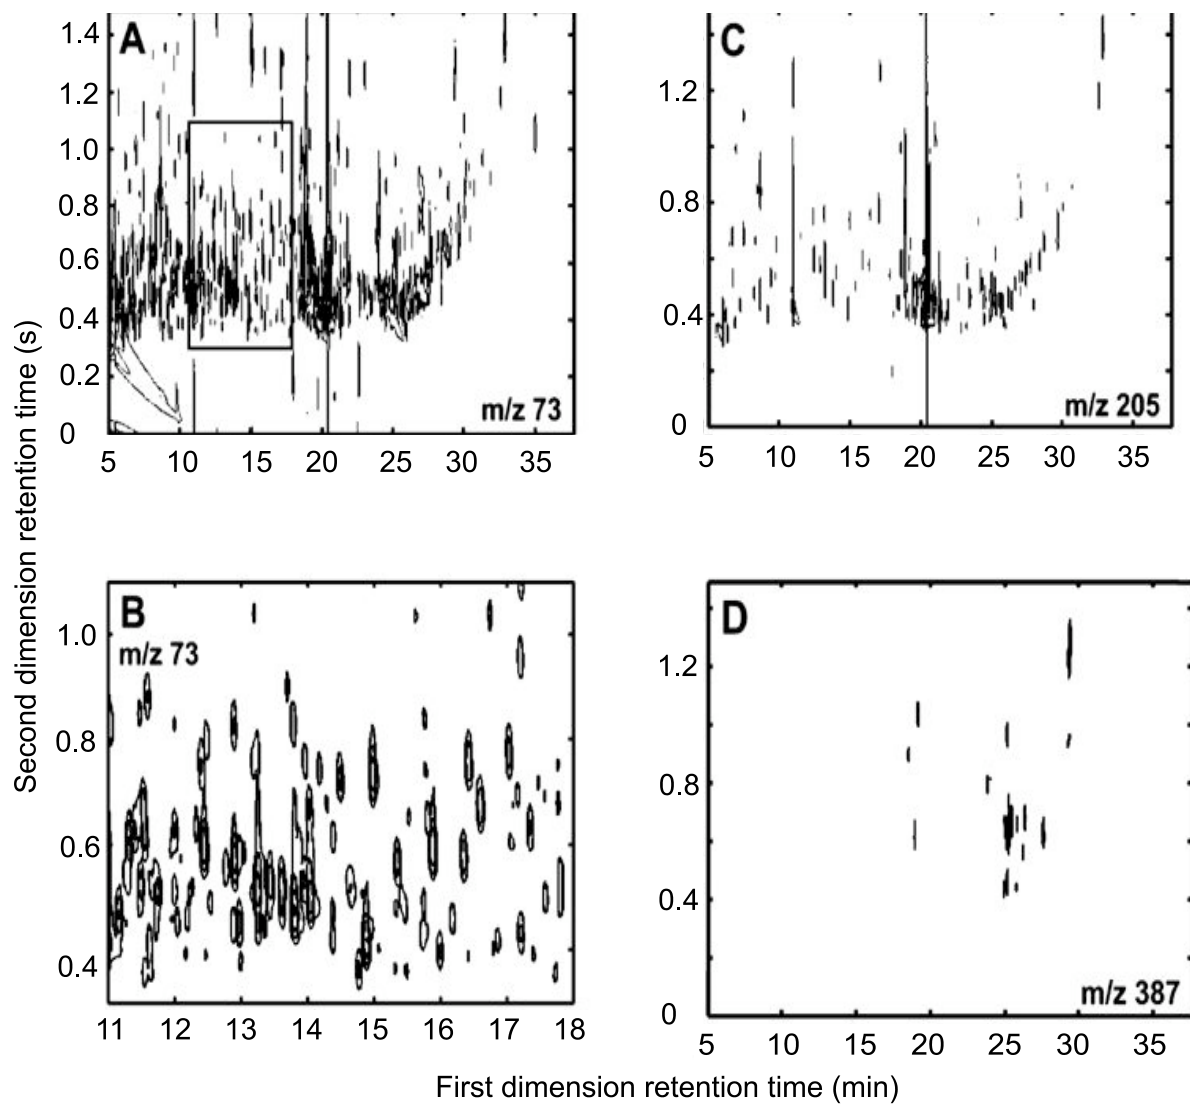 A
1.4
1.2
1.0
0.8
0.6
0.4
0.2
0
m/z 73
5 10 15 20 25 30 35
C
1.2
0.8
0.4
0
m/z 205
5 10 15 20 25 30 35
Second dimension retention time (s)
B
m/z 73
1.0
0.8
0.6
0.4
11 12 13 14 15 16 17 18
D
1.2
0.8
0.4
0
m/z 387
5 10 15 20 25 30 35
First dimension retention time (min)